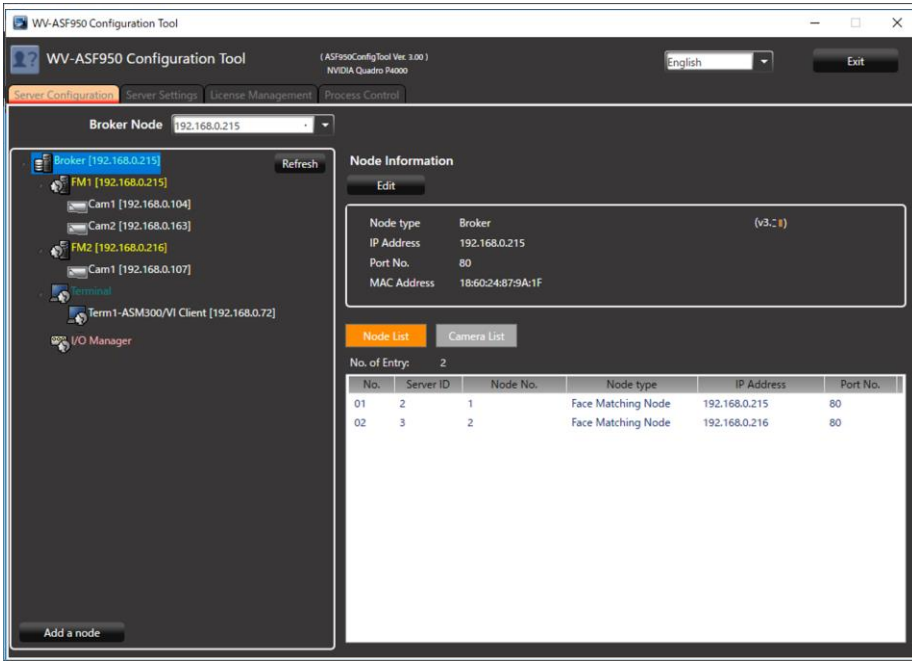 WV-ASF950 Configuration Tool
WV-ASF950 Configuration Tool
( ASF950ConfigTool Ver. 3.00 )
NVIDIA Quadro P4000
English
Exit
Server Configuration Server Settings License Management Process Control
Broker Node 192.168.0.215
Broker [192.168.0.215]
Refresh
FM1 [192.168.0.215]
Cam1 [192.168.0.104]
Cam2 [192.168.0.163]
FM2 [192.168.0.216]
Cam1 [192.168.0.107]
Terminal
Term1-ASM300/VI Client [192.168.0.72]
I/O Manager
Add a node
Node Information
Edit
Node type Broker
IP Address 192.168.0.215
Port No. 80
MAC Address 18:60:24:87:9A:1F
Node List Camera List
No. of Entry: 2
No. Server ID Node No. Node type IP Address Port No.
01 2 1 Face Matching Node 192.168.0.215 80
02 3 2 Face Matching Node 192.168.0.216 80